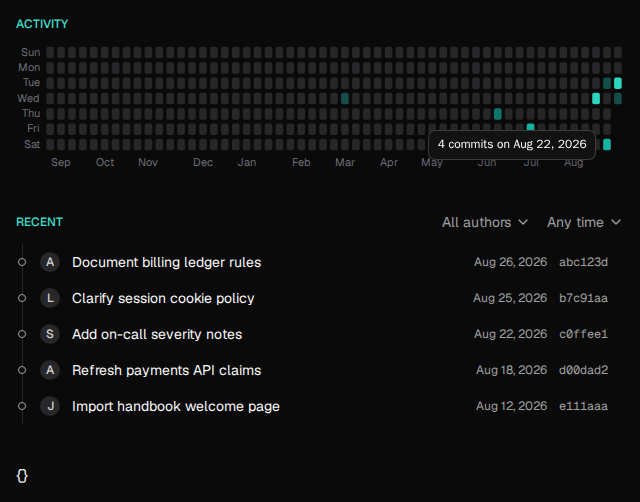 ACTIVITY
Sun
Mon
Tue
Wed
Thu
Fri
Sat
4 commits on Aug 22, 2026
Sep Oct Nov Dec Jan Feb Mar Apr May Jun Jul Aug
RECENT All authors Any time
A Document billing ledger rules Aug 26, 2026 abc123d
L Clarify session cookie policy Aug 25, 2026 b7c91aa
S Add on-call severity notes Aug 22, 2026 c0ffee1
A Refresh payments API claims Aug 18, 2026 d00dad2
J Import handbook welcome page Aug 12, 2026 e111aaa
{}